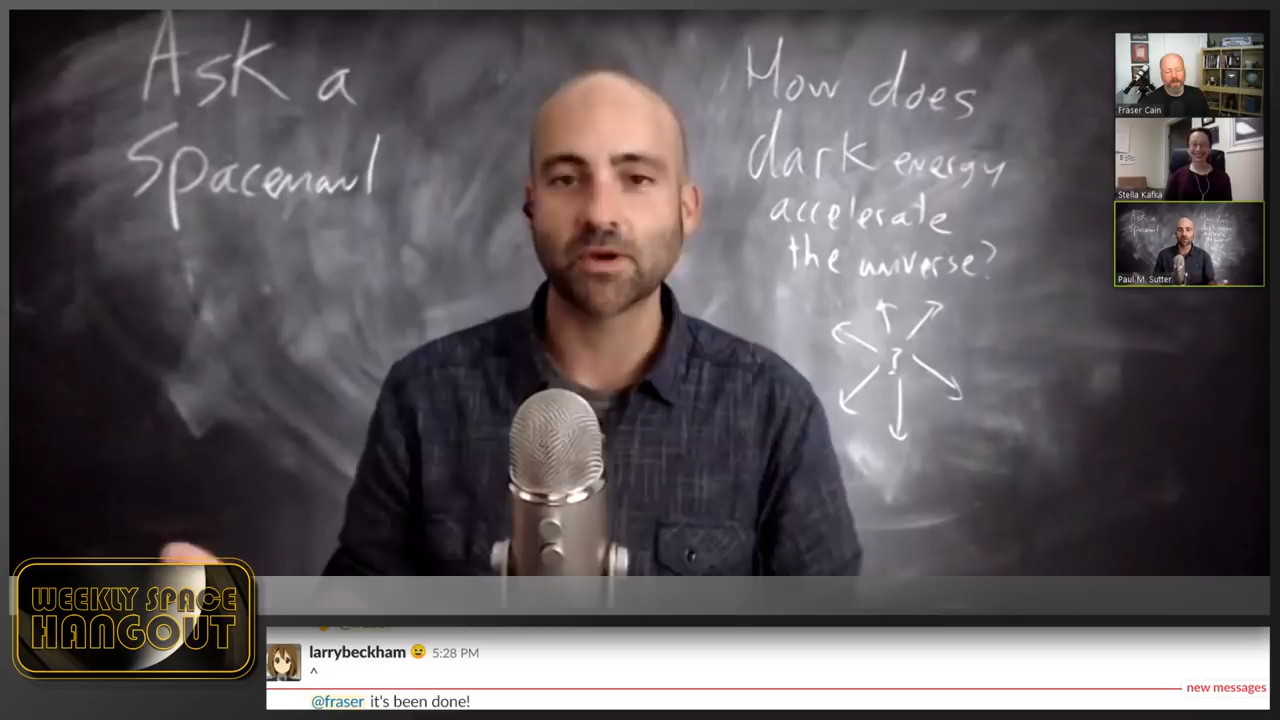 Ask a
Spaceman!
How does
dark energy
accelerate
the universe?
?
Fraser Cain
Stella Kafka
Paul M. Sutter
WEEKLY SPACE
HANGOUT
larrybeckham 5:28 PM
^
new messages
@fraser it's been done!